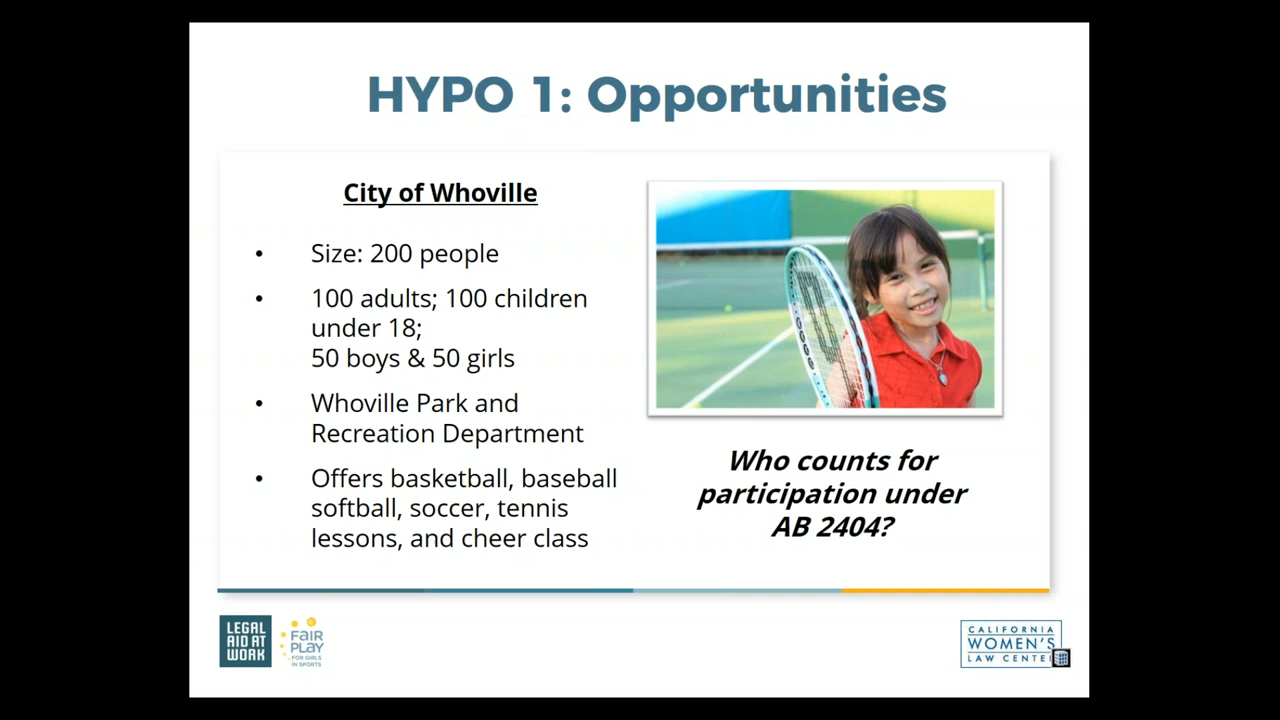 HYPO 1: Opportunities
City of Whoville
• Size: 200 people
• 100 adults; 100 children
under 18;
50 boys & 50 girls
• Whoville Park and
Recreation Department
• Offers basketball, baseball
softball, soccer, tennis
lessons, and cheer class
Who counts for
participation under
AB 2404?
LEGAL
AID AT
WORK
FAIR
PLAY
FOR GIRLS
IN SPORTS
CALIFORNIA
WOMEN'S
LAW CENTE